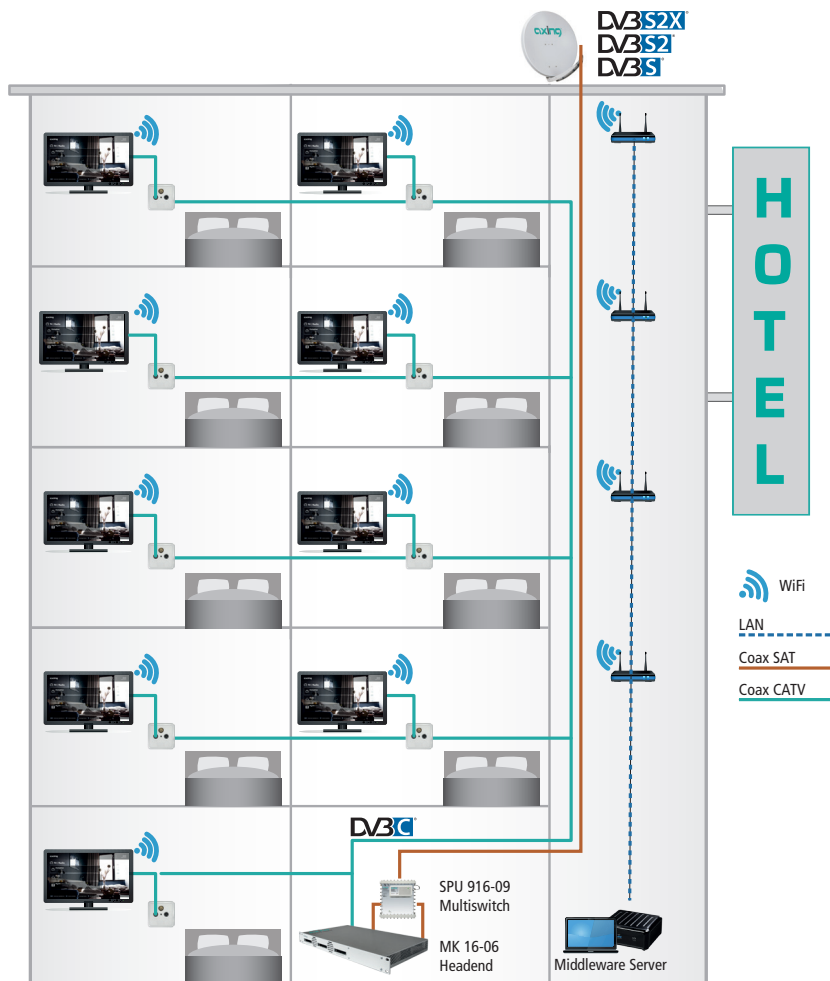 axing
DVB S2X
DVB S2
DVB S
H
O
T
E
L
WiFi
LAN
Coax SAT
Coax CATV
DVB C
SPU 916-09
Multiswitch
MK 16-06
Headend
Middleware Server